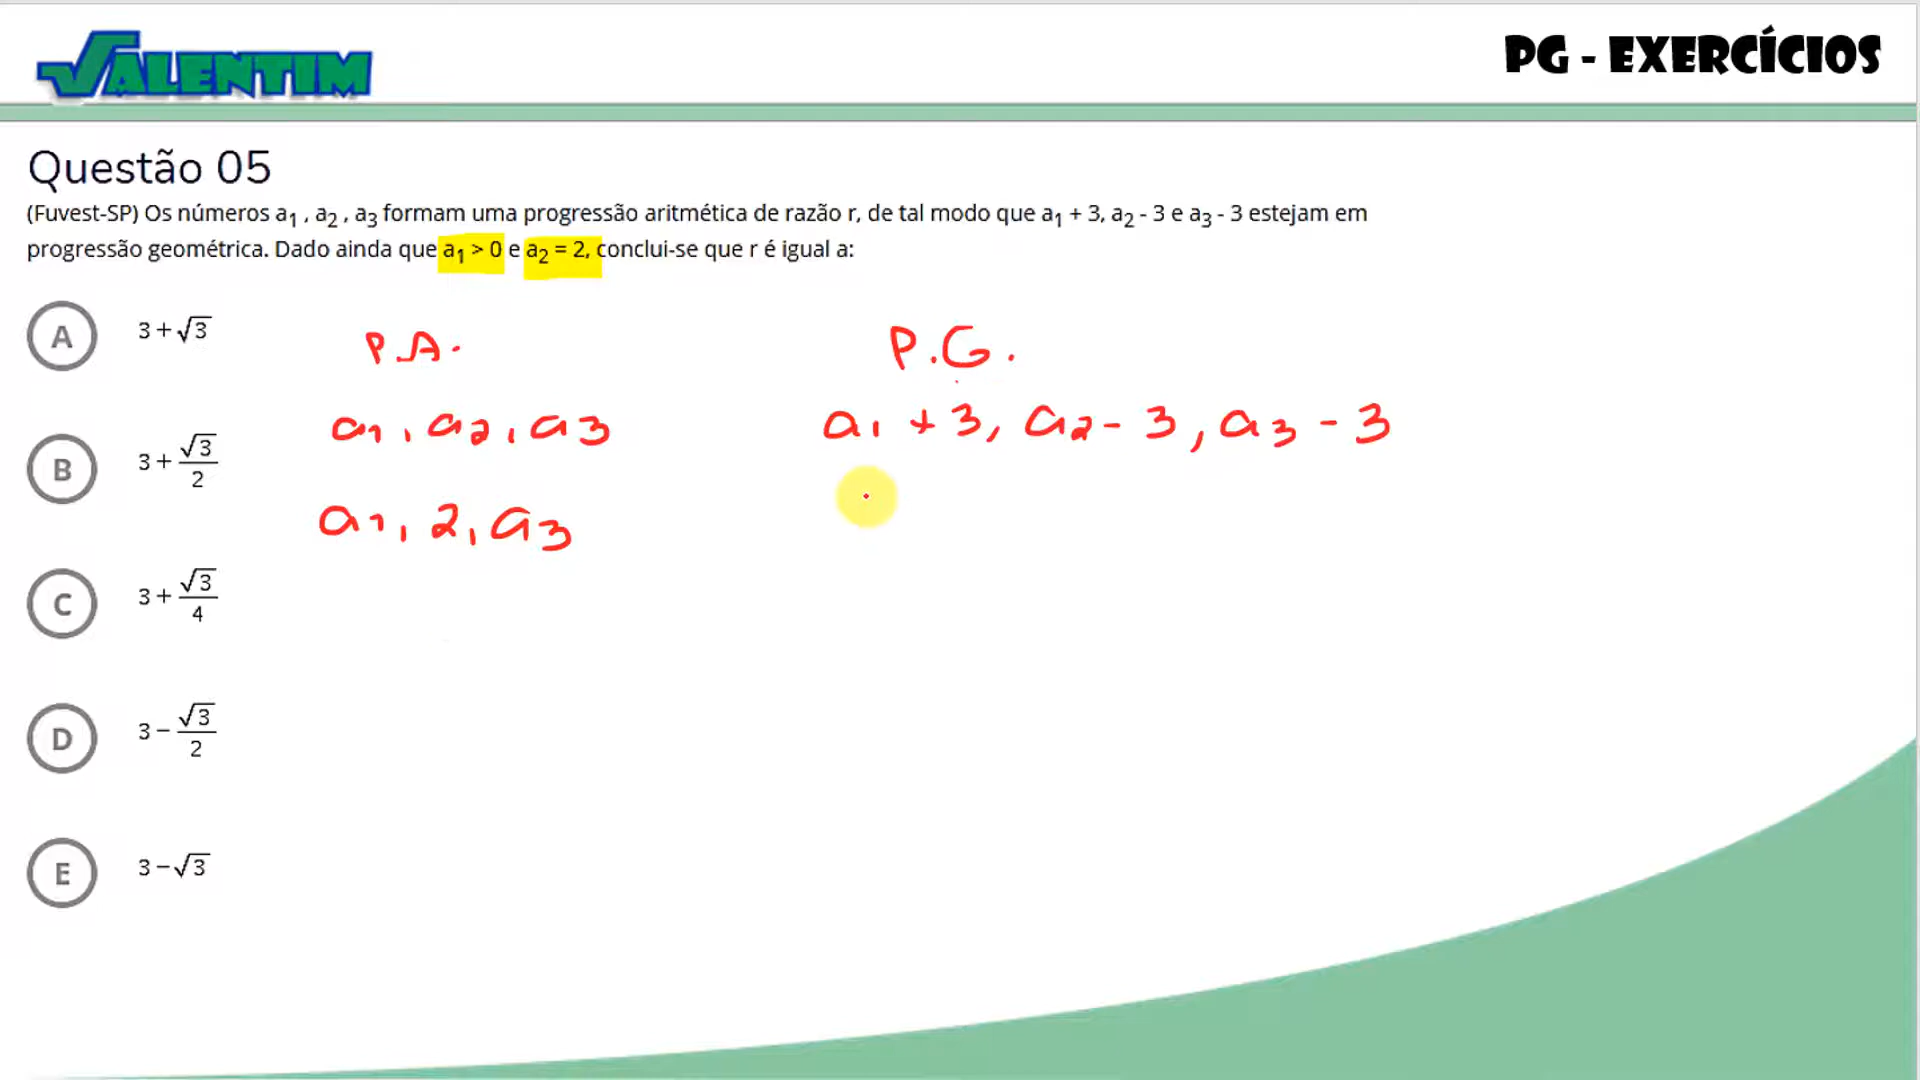 VALENTIM
PG - EXERCÍCIOS
Questão 05
(Fuvest-SP) Os números a₁ , a₂ , a₃ formam uma progressão aritmética de razão r, de tal modo que a₁ + 3, a₂ - 3 e a₃ - 3 estejam em
progressão geométrica. Dado ainda que a₁ > 0 e a₂ = 2, conclui-se que r é igual a:
A 3+√3
B 3+√3/2
C 3+√3/4
D 3−√3/2
E 3−√3
P.A.
a₁, a₂, a₃
a₁, 2, a₃
P.G.
a₁ + 3, a₂ - 3, a₃ - 3